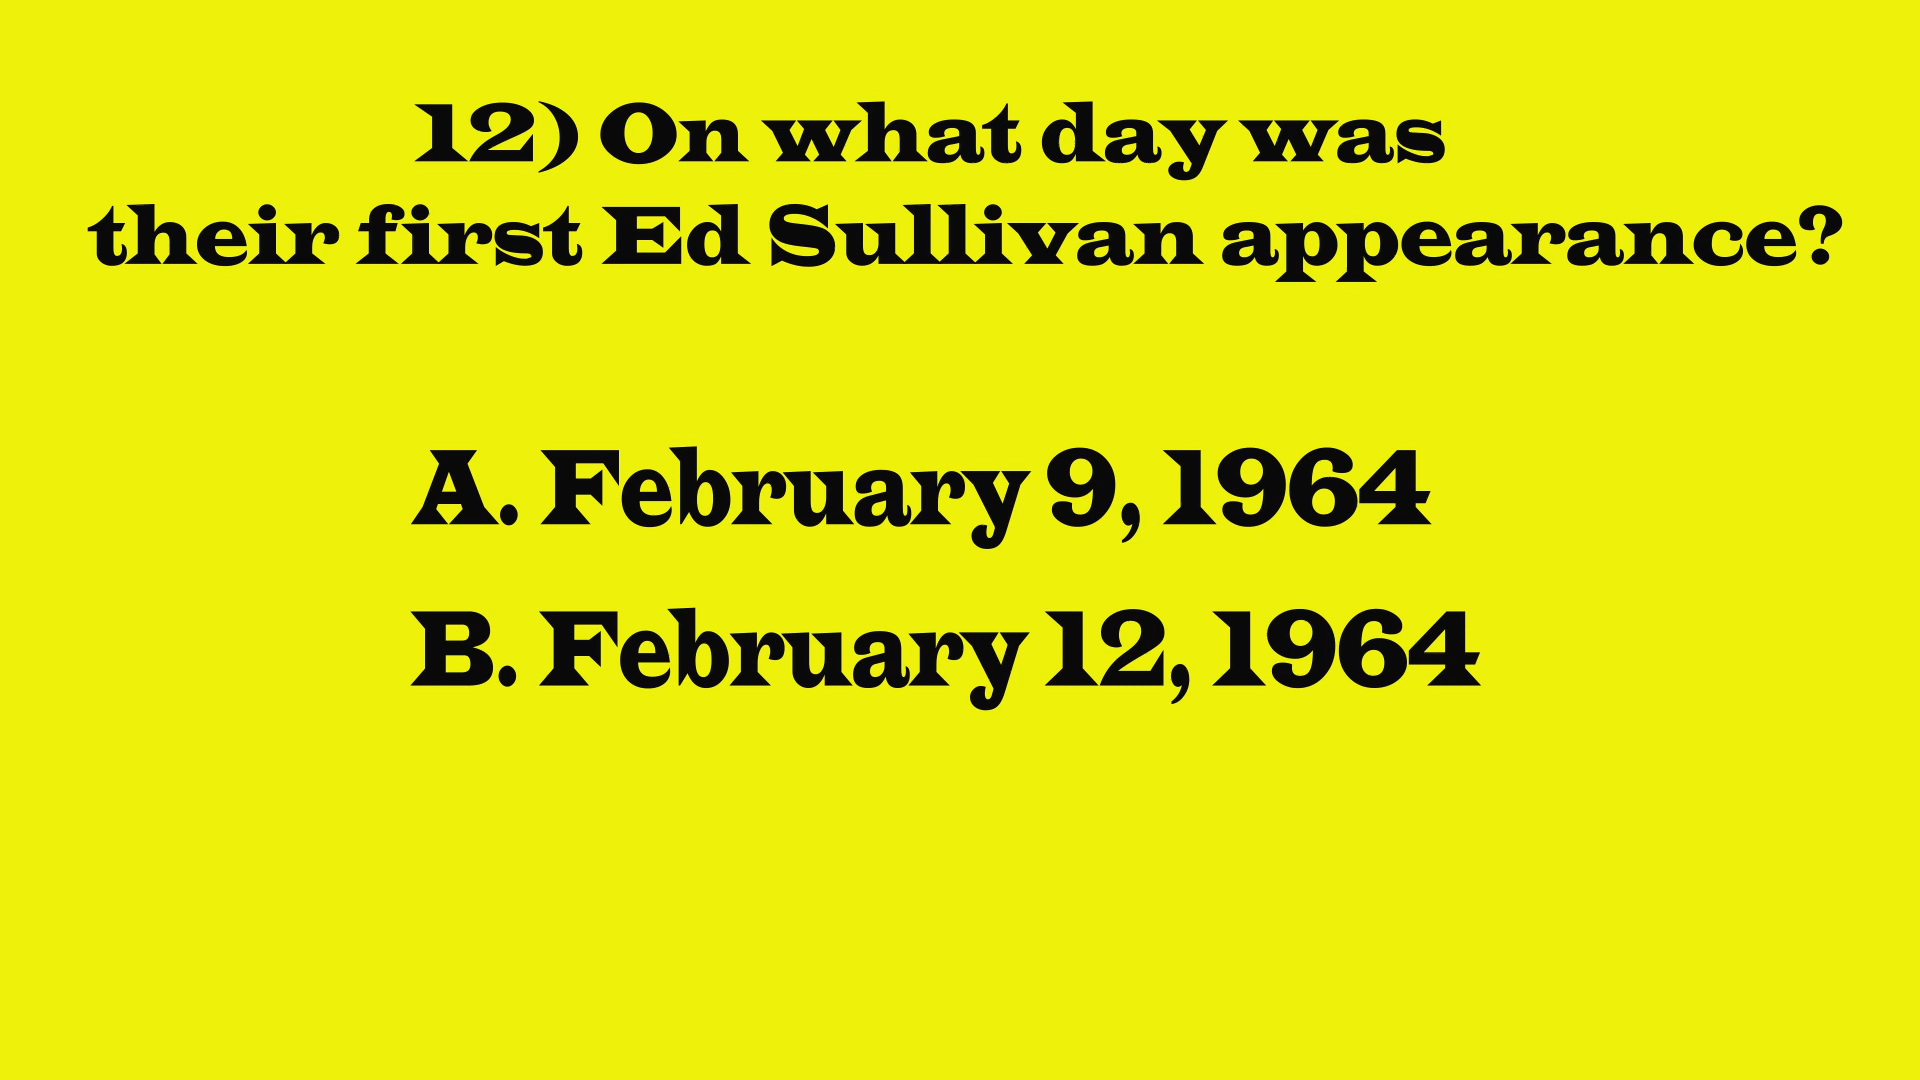 12) On what day was
their first Ed Sullivan appearance?
A. February 9, 1964
B. February 12, 1964